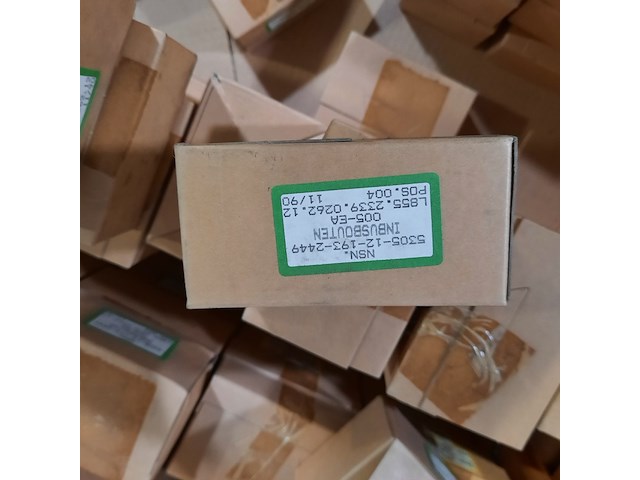 NSN.
5305-12-193-2449
INBUSBOUTEN
005-EA
L855.2339.0262.12
POS.004 11/90